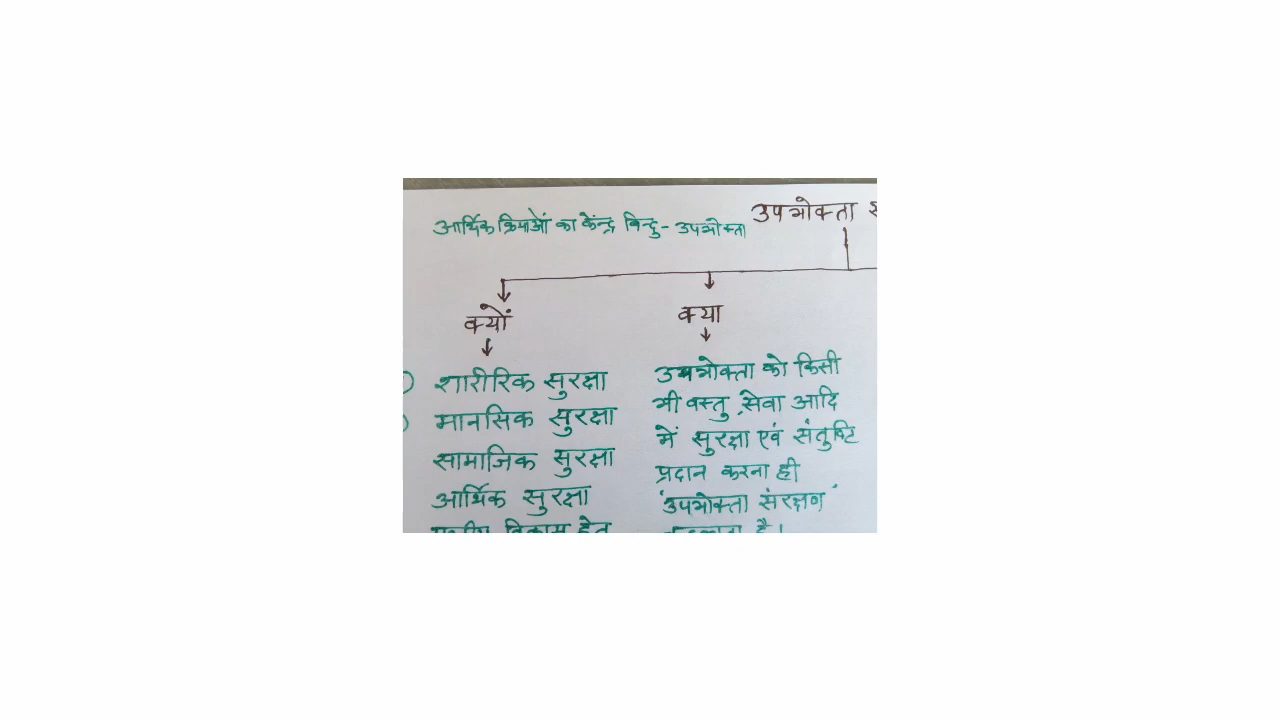 उपभोक्ता
आर्थिक क्रियाओं का केंन्द्र बिन्दु - उपभोक्ता
क्यों
शारीरिक सुरक्षा
मानसिक सुरक्षा
सामाजिक सुरक्षा
आर्थिक सुरक्षा
विकास हेतु
क्या
उपभोक्ता को किसी
भी वस्तु, सेवा आदि
में सुरक्षा एवं संतुष्टि
प्रदान करना ही
'उपभोक्ता संरक्षण'
है।